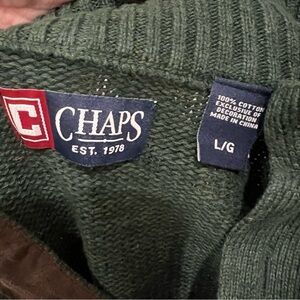 C CHAPS
EST. 1978
100% COTTON
EXCLUSIVE OF
DECORATION
MADE IN CHINA
L/G